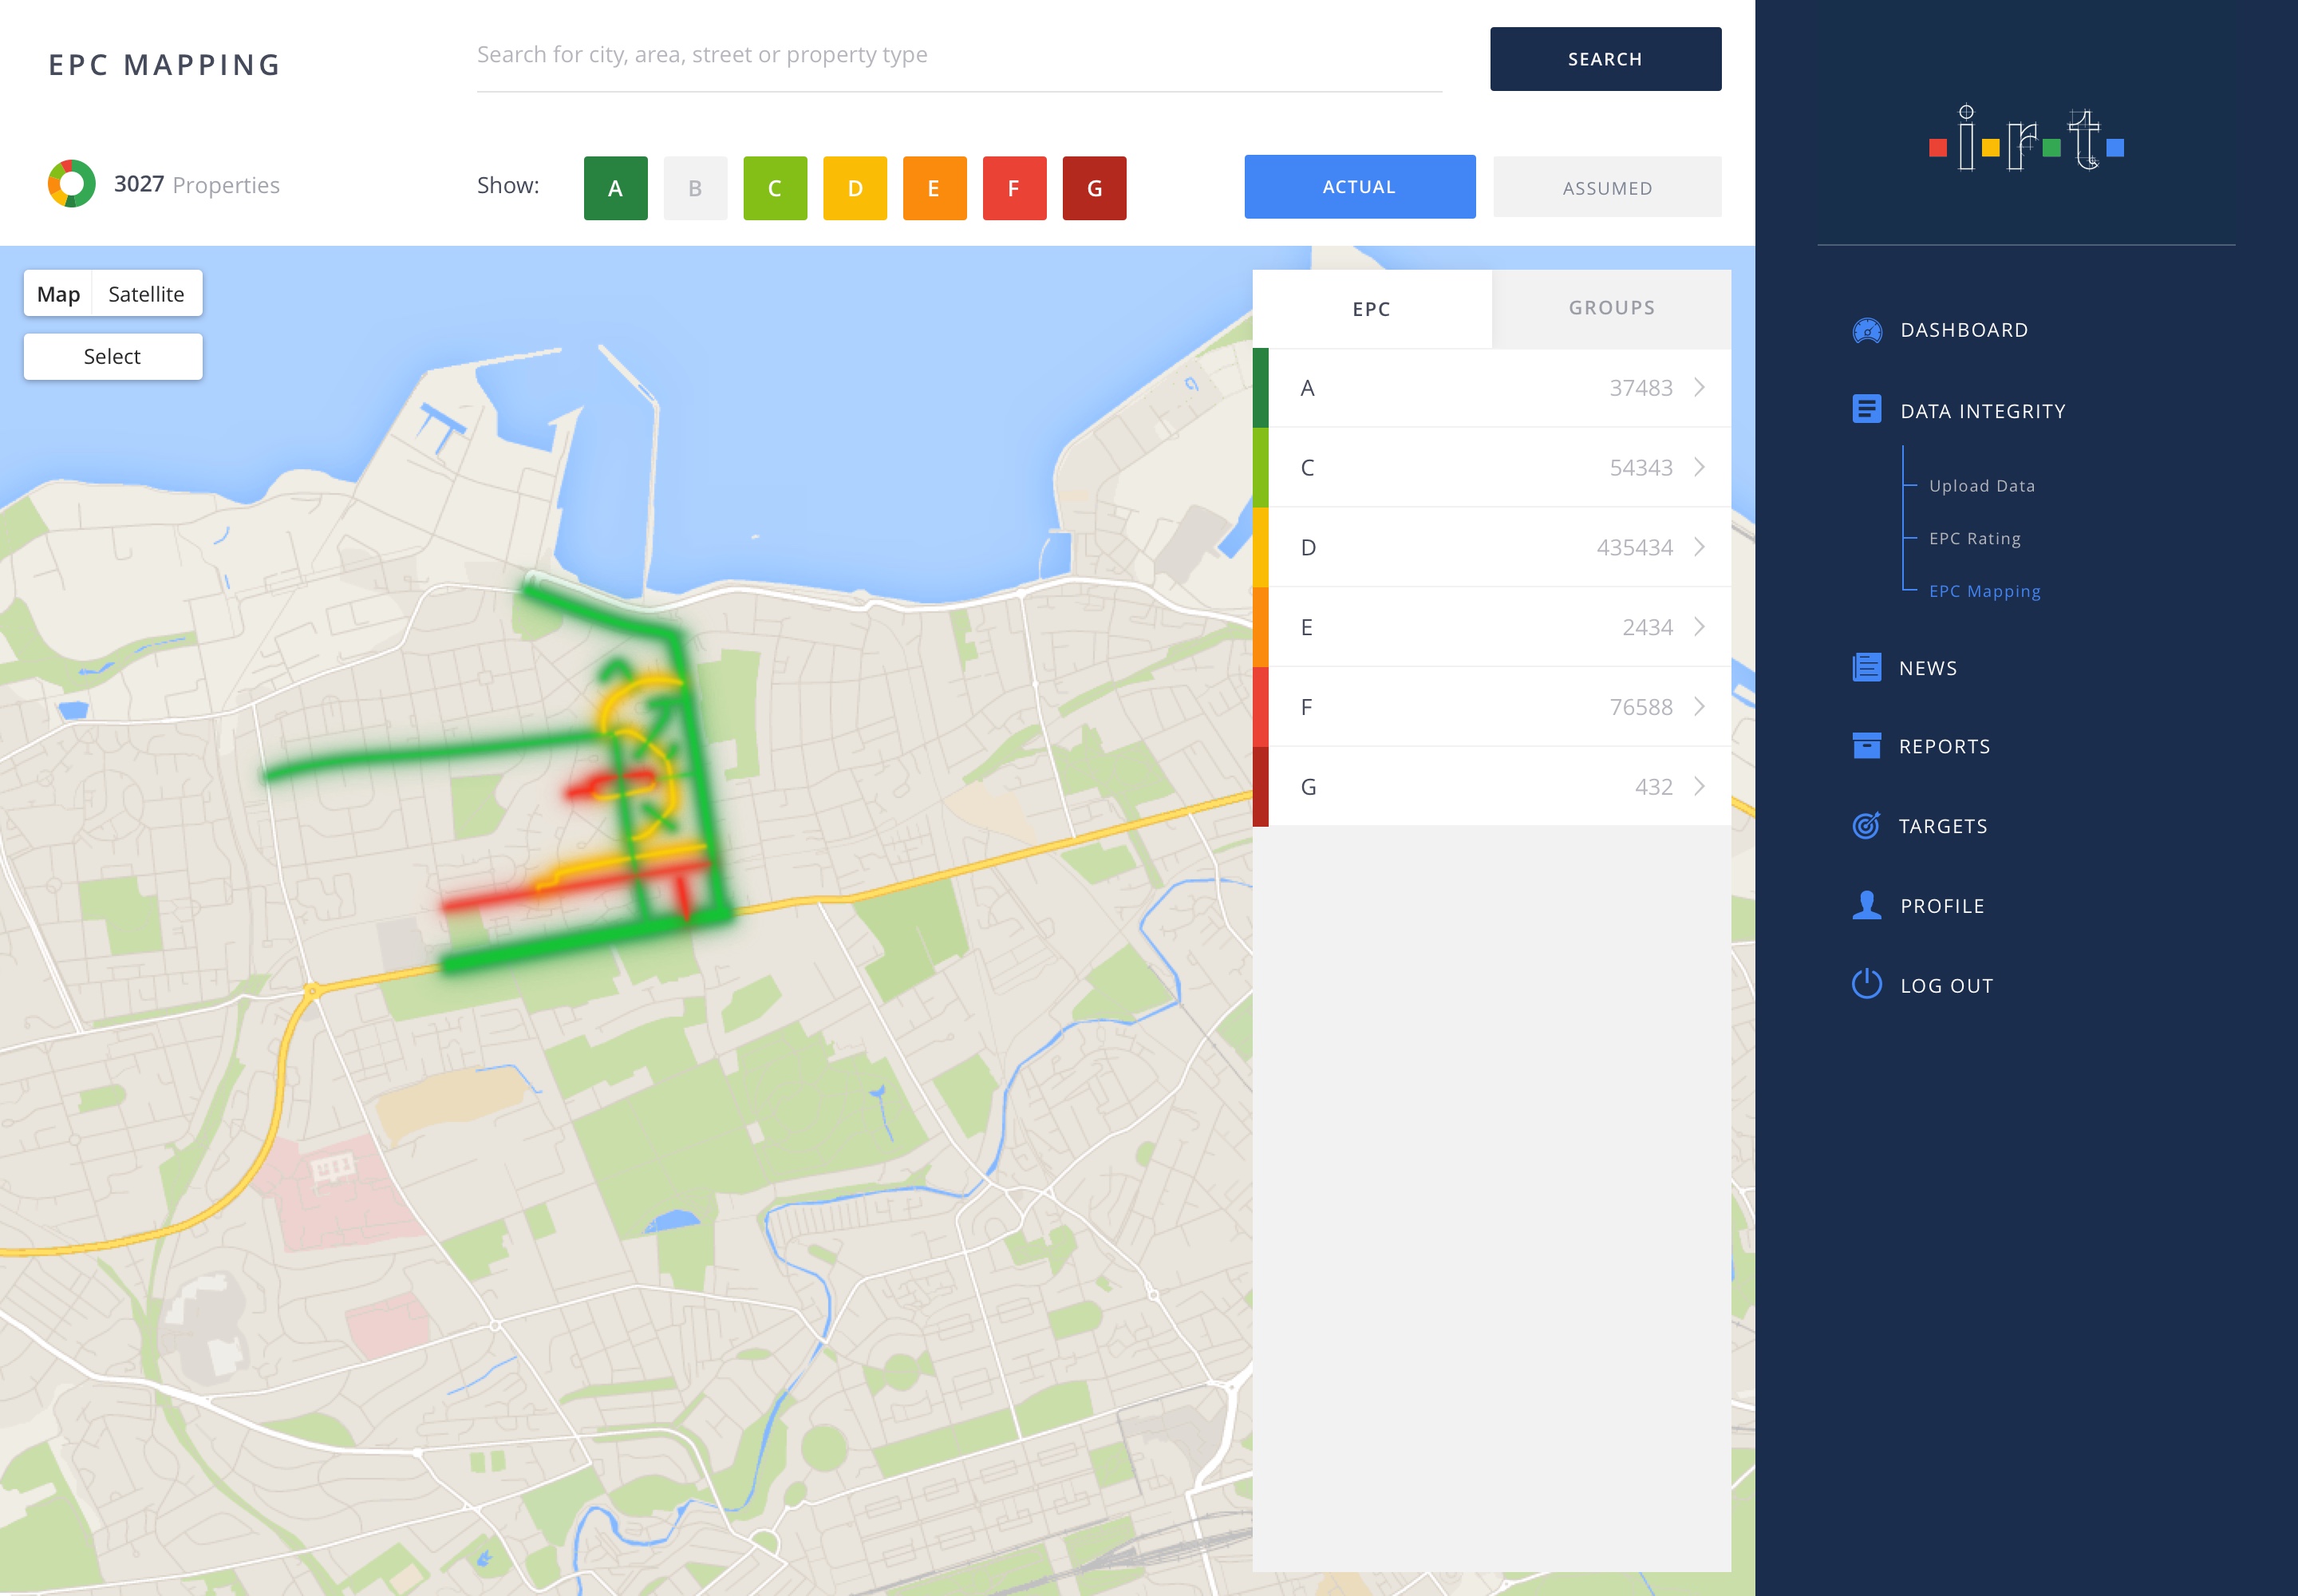 EPC MAPPING
Search for city, area, street or property type
SEARCH
3027 Properties
Show:
A
B
C
D
E
F
G
ACTUAL
ASSUMED
Map
Satellite
Select
EPC
GROUPS
A 37483
C 54343
D 435434
E 2434
F 76588
G 432
i.r.t.
DASHBOARD
DATA INTEGRITY
Upload Data
EPC Rating
EPC Mapping
NEWS
REPORTS
TARGETS
PROFILE
LOG OUT